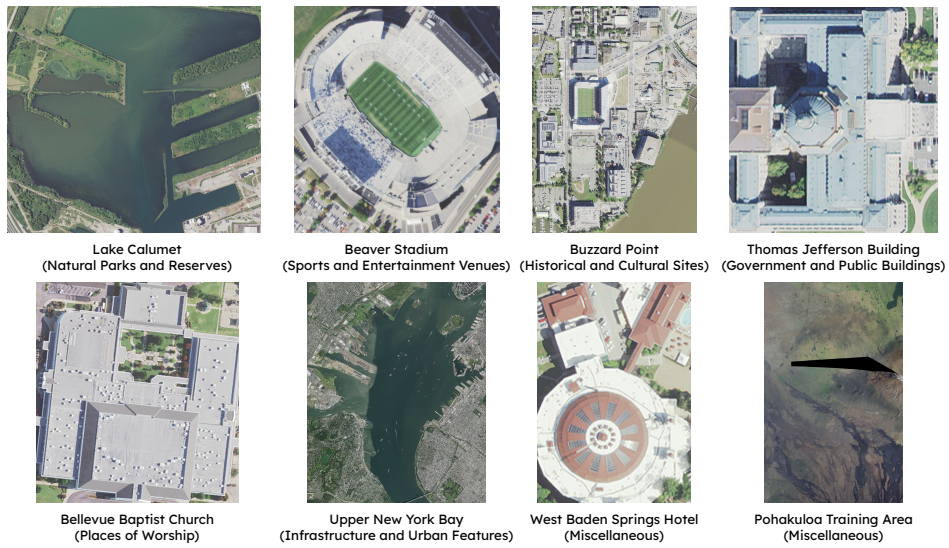 Lake Calumet
(Natural Parks and Reserves)
Beaver Stadium
(Sports and Entertainment Venues)
Buzzard Point
(Historical and Cultural Sites)
Thomas Jefferson Building
(Government and Public Buildings)
Bellevue Baptist Church
(Places of Worship)
Upper New York Bay
(Infrastructure and Urban Features)
West Baden Springs Hotel
(Miscellaneous)
Pohakuloa Training Area
(Miscellaneous)